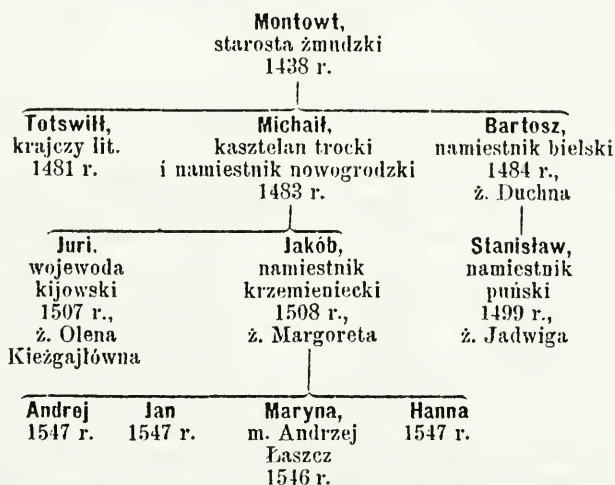 Montowt,
starosta żmudzki
1438 r.
Totswiłł,
krajczy lit.
1481 r.
Michaił,
kasztelan trocki
i namiestnik nowogrodzki
1483 r.
Bartosz,
namiestnik bielski
1484 r.,
ż. Duchna
Juri.
wojewoda
kijowski
1507 r.,
ż. Olena
Kieżgajłówna
Jakób,
namiestnik
krzemieniecki
1508 r.,
ż. Margoreta
Stanisław,
namiestnik
puński
1499 r.,
ż. Jadwiga
Andrej
1547 r.
Jan
1547 r.
Maryna,
m. Andrzej
Łaszcz
1546 r.
Hanna
1547 r.